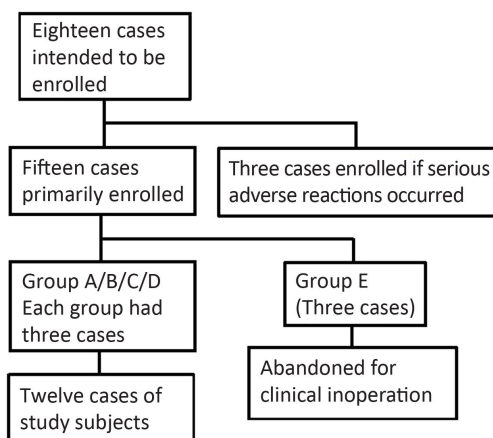 Eighteen cases
intended to be
enrolled
Fifteen cases
primarily enrolled
Three cases enrolled if serious
adverse reactions occurred
Group A/B/C/D
Each group had
three cases
Group E
(Three cases)
Twelve cases of
study subjects
Abandoned for
clinical inoperation